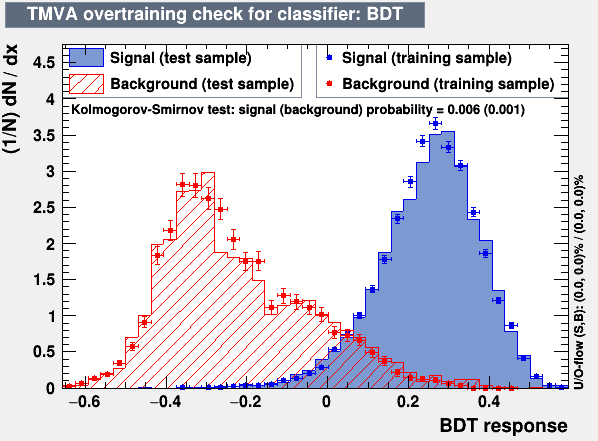 TMVA overtraining check for classifier: BDT
(1/N) dN / dx
Signal (test sample)
Background (test sample)
Signal (training sample)
Background (training sample)
Kolmogorov-Smirnov test: signal (background) probability = 0.006 (0.001)
4.5
4
3.5
3
2.5
2
1.5
1
0.5
0
−0.6 −0.4 −0.2 0 0.2 0.4
BDT response
U/O-flow (S,B): (0.0, 0.0)% / (0.0, 0.0)%